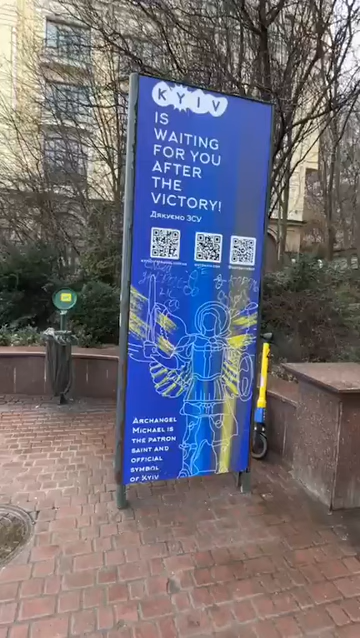 KYIV
IS
WAITING
FOR YOU
AFTER
THE
VICTORY!
Дякуємо ЗСУ
ARCHANGEL
MICHAEL IS
THE PATRON
SAINT AND
OFFICIAL
SYMBOL
OF KYIV